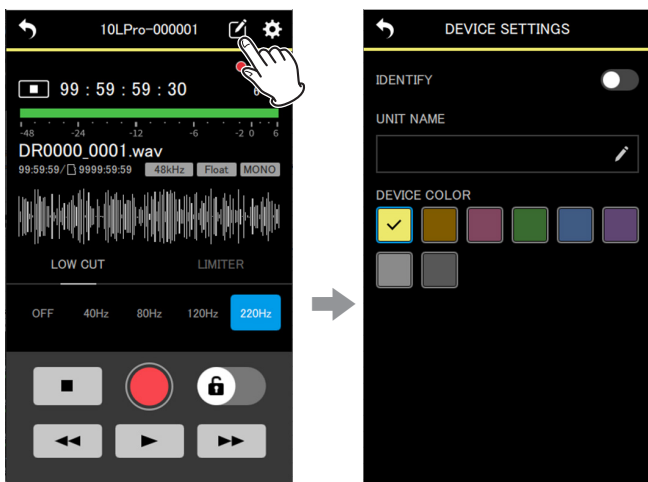 10LPro-000001
99 : 59 : 59 : 30
-48 -24 -12 -6 -2 0 6
DR0000_0001.wav
99:59:59/ 9999:59:59 48kHz Float MONO
LOW CUT LIMITER
OFF 40Hz 80Hz 120Hz 220Hz
DEVICE SETTINGS
IDENTIFY
UNIT NAME
DEVICE COLOR